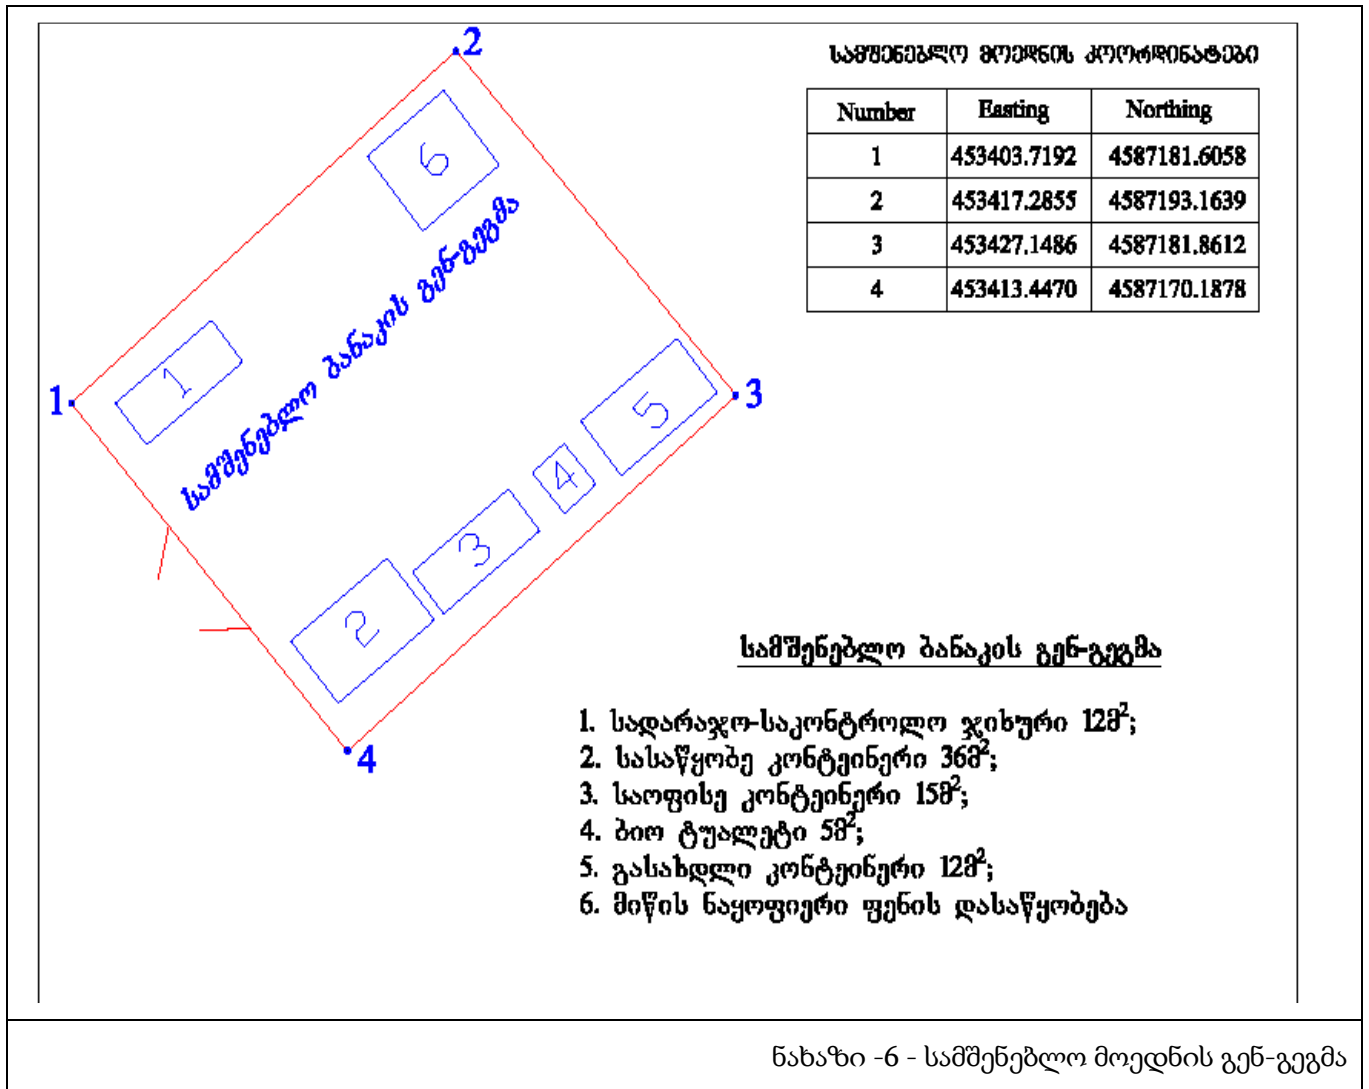 2
სამშენებლო მოედნის კოორდინატები
Number Easting Northing
1 453403.7192 4587181.6058
2 453417.2855 4587193.1639
3 453427.1486 4587181.8612
4 453413.4470 4587170.1878
6
სამშენებლო ბანაკის გენ-გეგმა
1
1
3
5
4
3
2
4
სამშენებლო ბანაკის გენ-გეგმა
1. სადარაჯო-საკონტროლო ჯიხური 12მ²;
2. სასაწყობე კონტეინერი 36მ²;
3. საოფისე კონტეინერი 15მ²;
4. ბიო ტუალეტი 5მ²;
5. გასახდლი კონტეინერი 12მ²;
6. მიწის ნაყოფიერი ფენის დასაწყობება
ნახაზი -6 - სამშენებლო მოედნის გენ-გეგმა